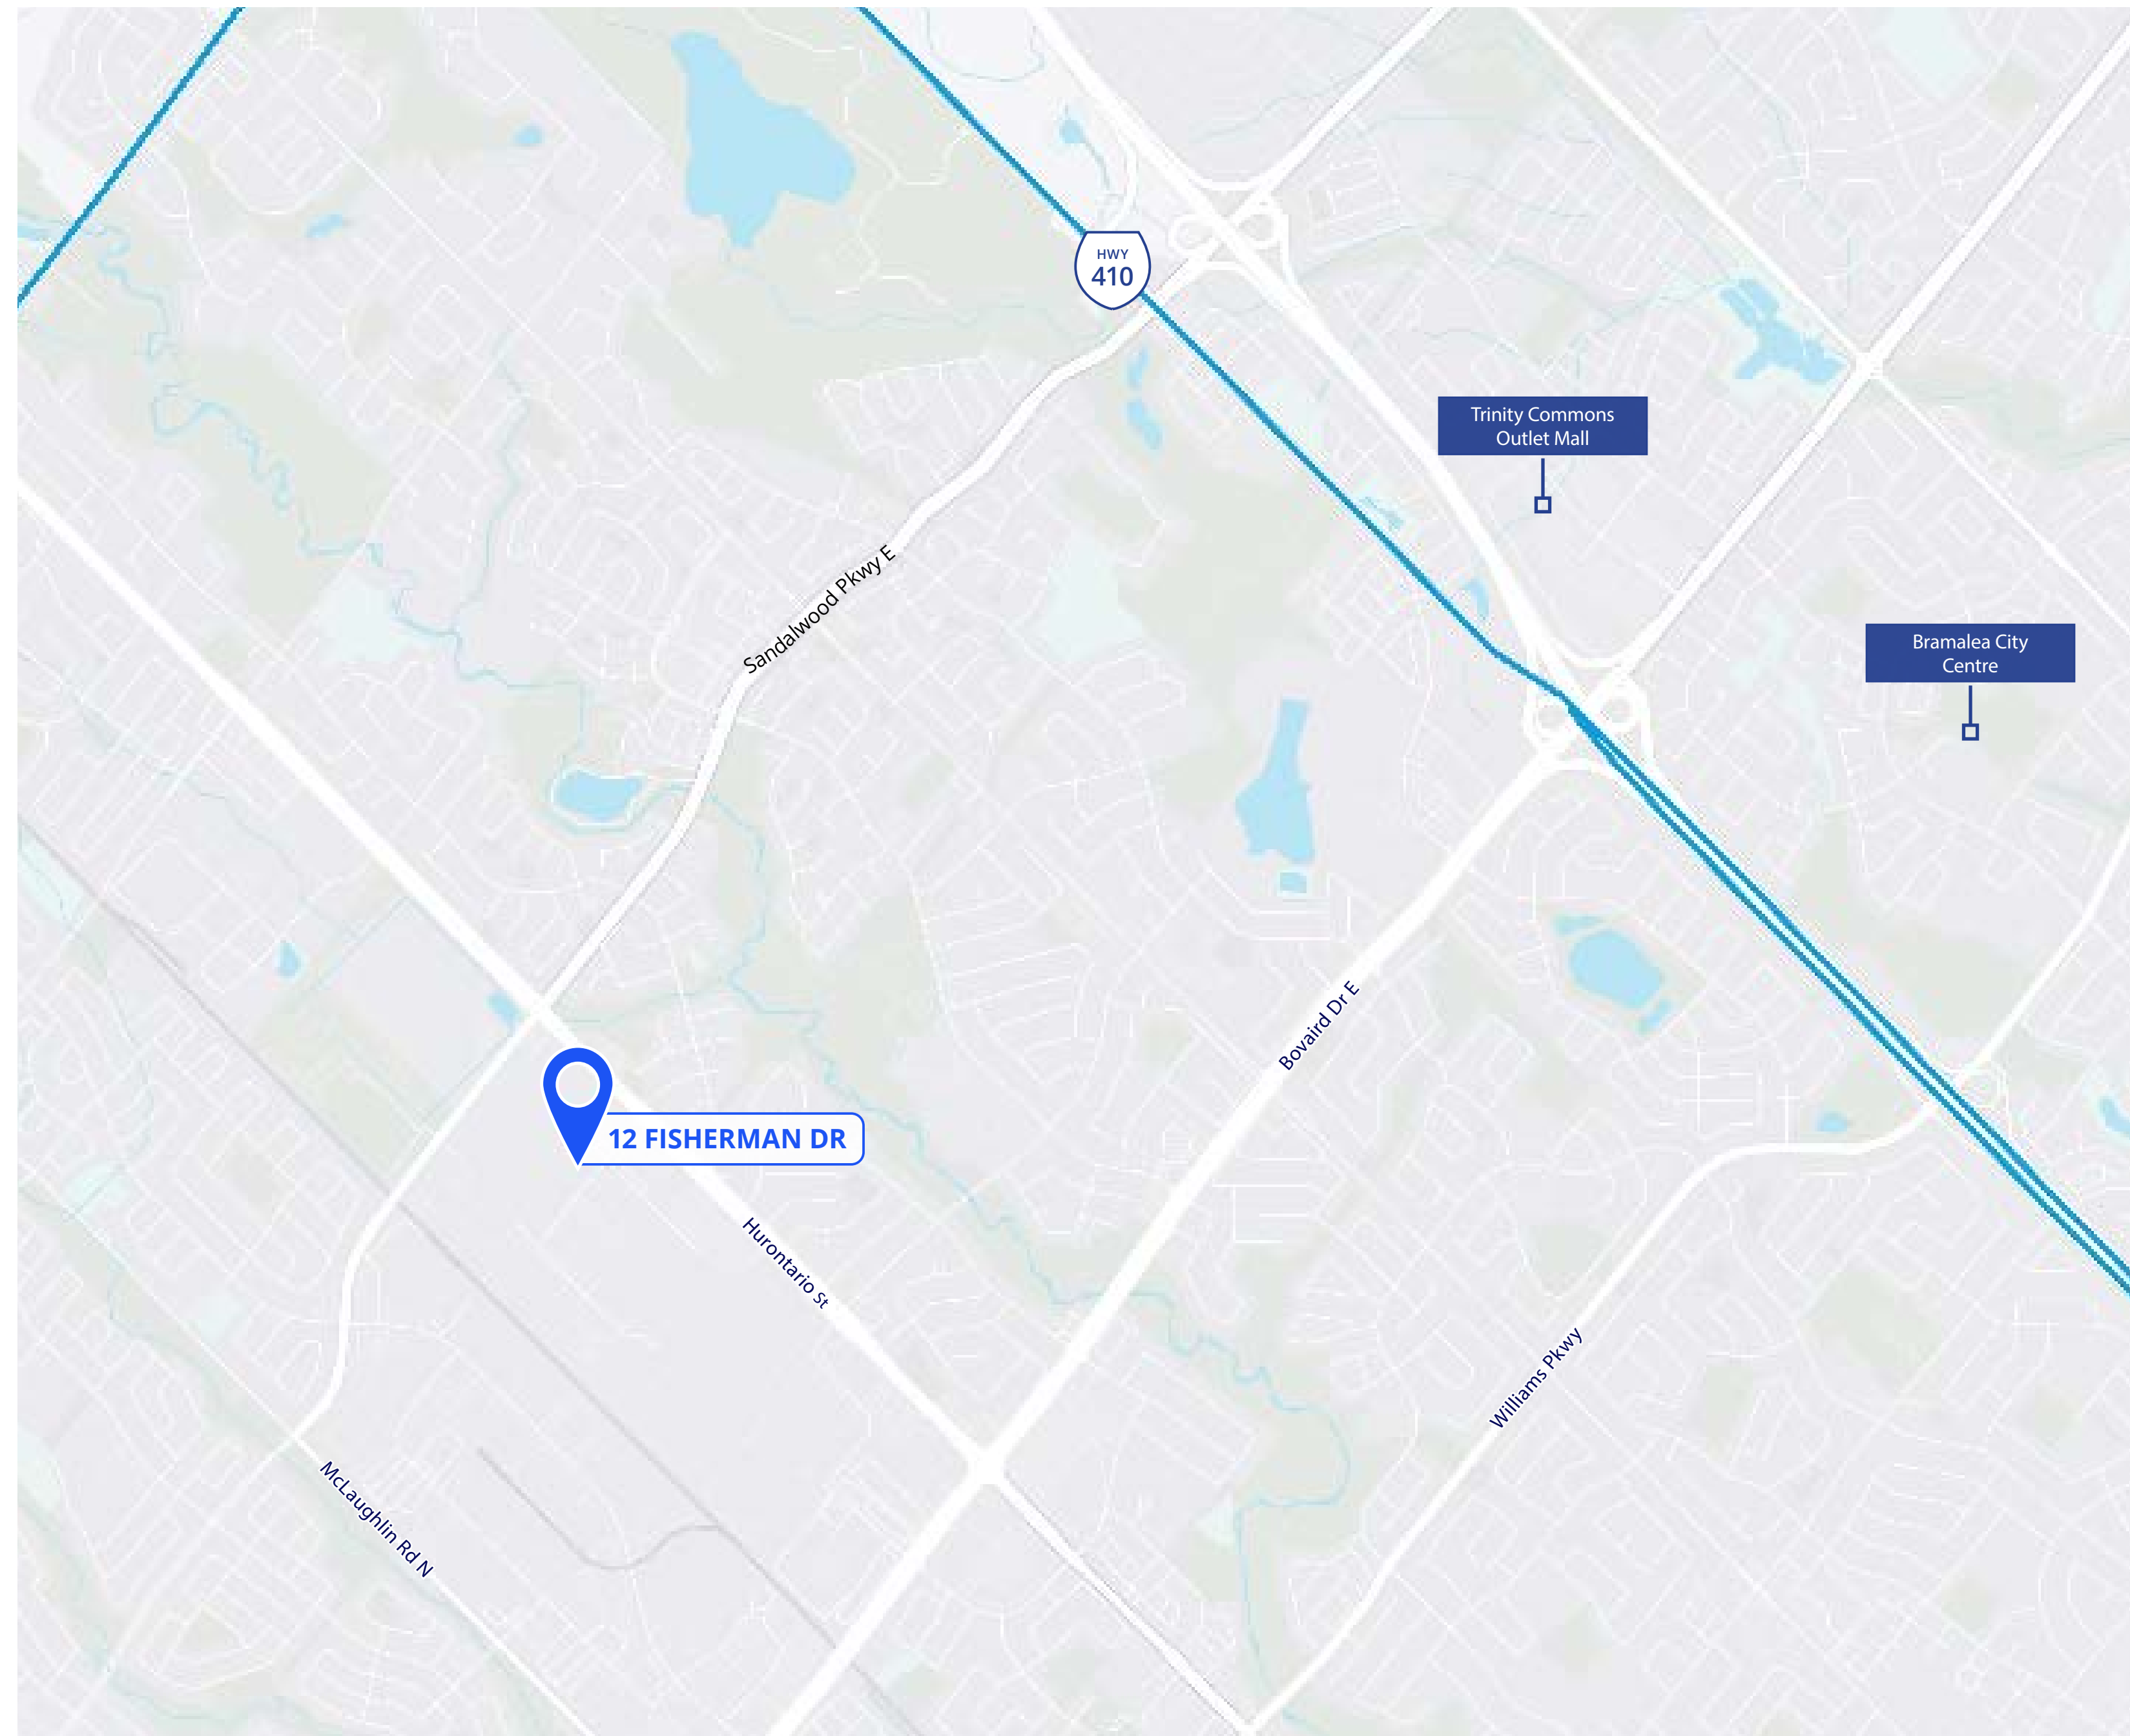 HWY
410
Trinity Commons
Outlet Mall
Sandalwood Pkwy E
Bramalea City
Centre
Bovaird Dr E
12 FISHERMAN DR
Hurontario St
Williams Pkwy
McLaughlin Rd N